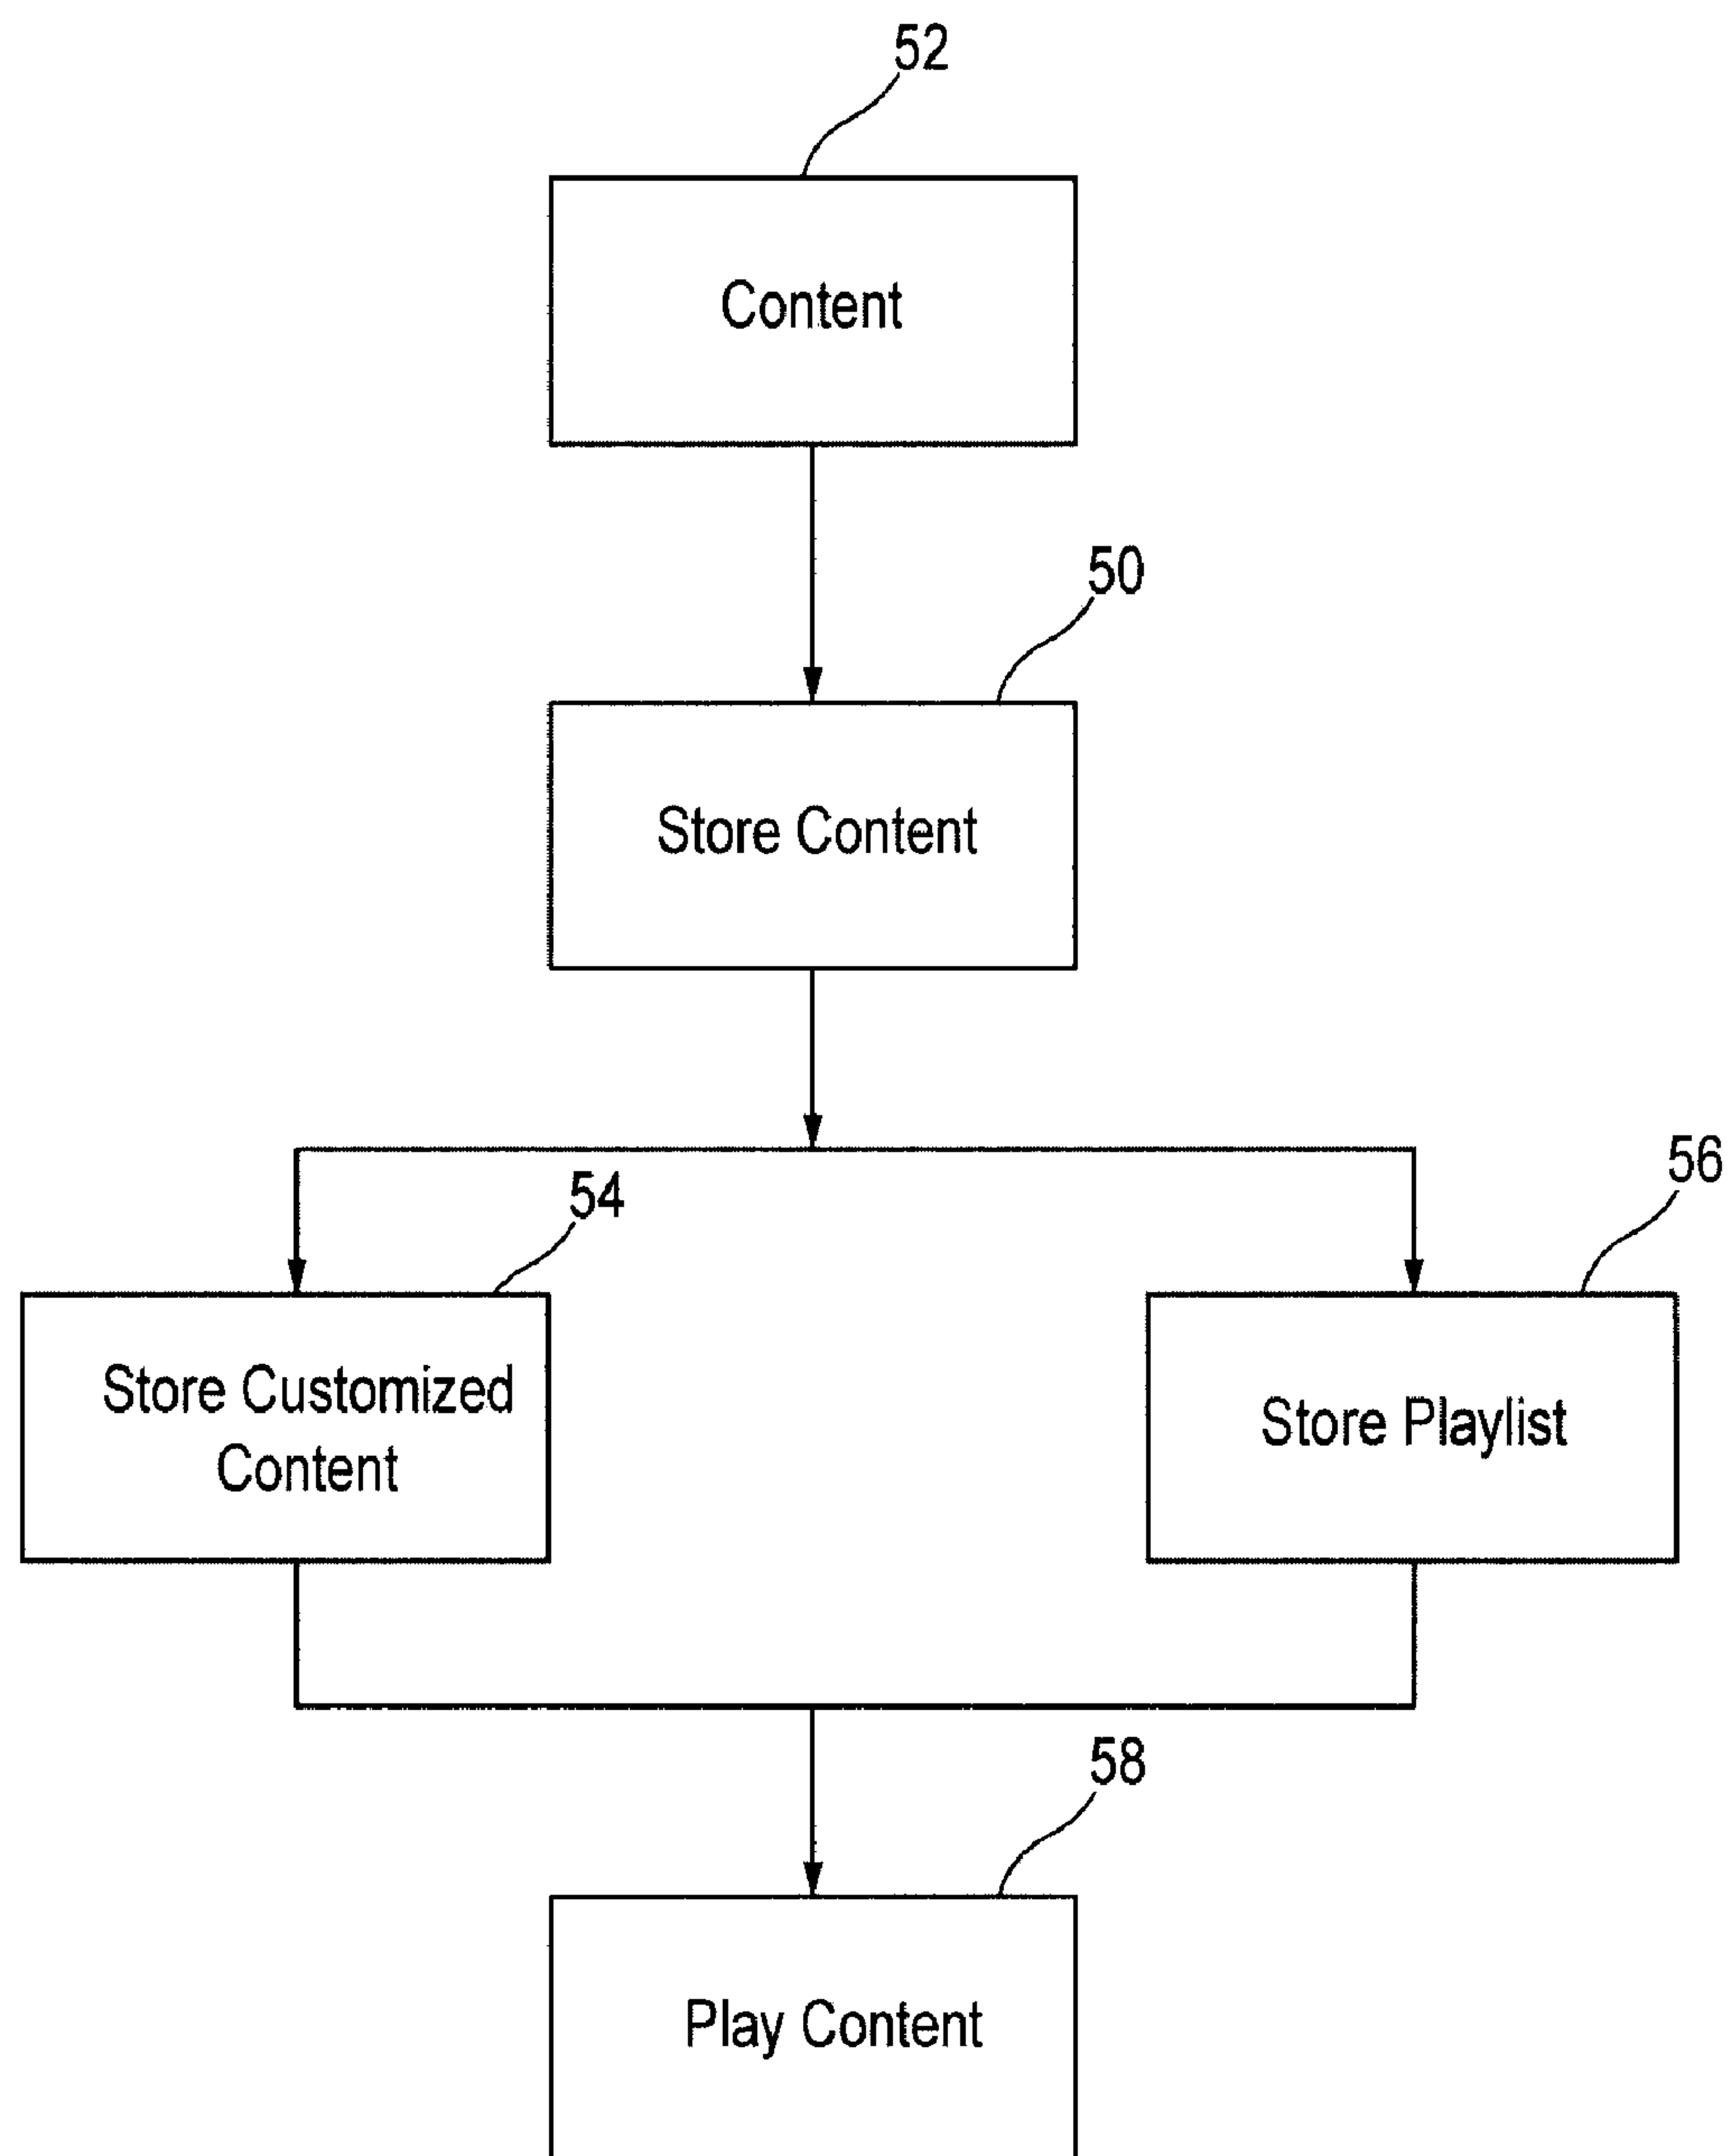 52
Content
50
Store Content
54
56
Store Customized
Content
Store Playlist
58
Play Content